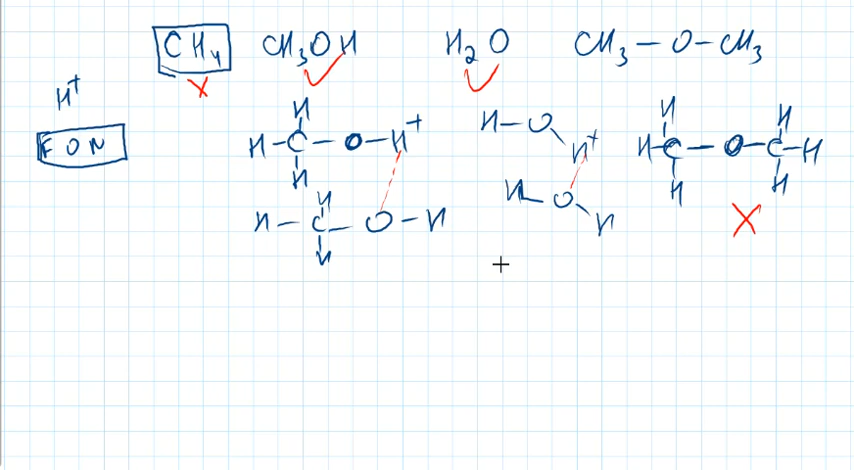 CH4 CH3OH H2O CH3-O-CH3
H+
FON
H H H
H-C-O-H+ H-O H-C-O-C-H
H H+ H H
H H-O
H-C-O-H H
H